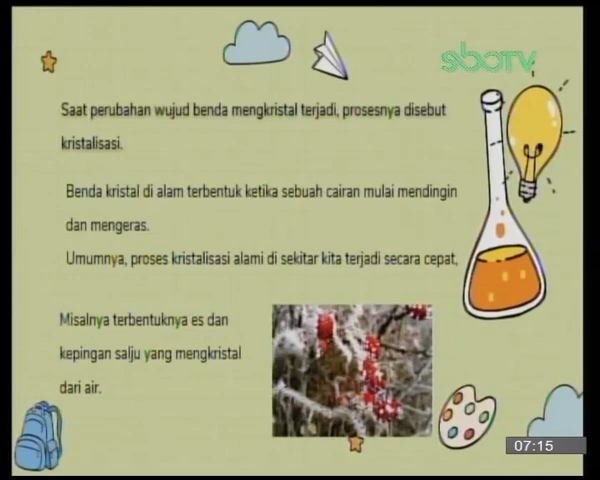 sboTV
Saat perubahan wujud benda mengkristal terjadi, prosesnya disebut
kristalisasi.
Benda kristal di alam terbentuk ketika sebuah cairan mulai mendingin
dan mengeras.
Umumnya, proses kristalisasi alami di sekitar kita terjadi secara cepat,
Misalnya terbentuknya es dan
kepingan salju yang mengkristal
dari air.
07:15